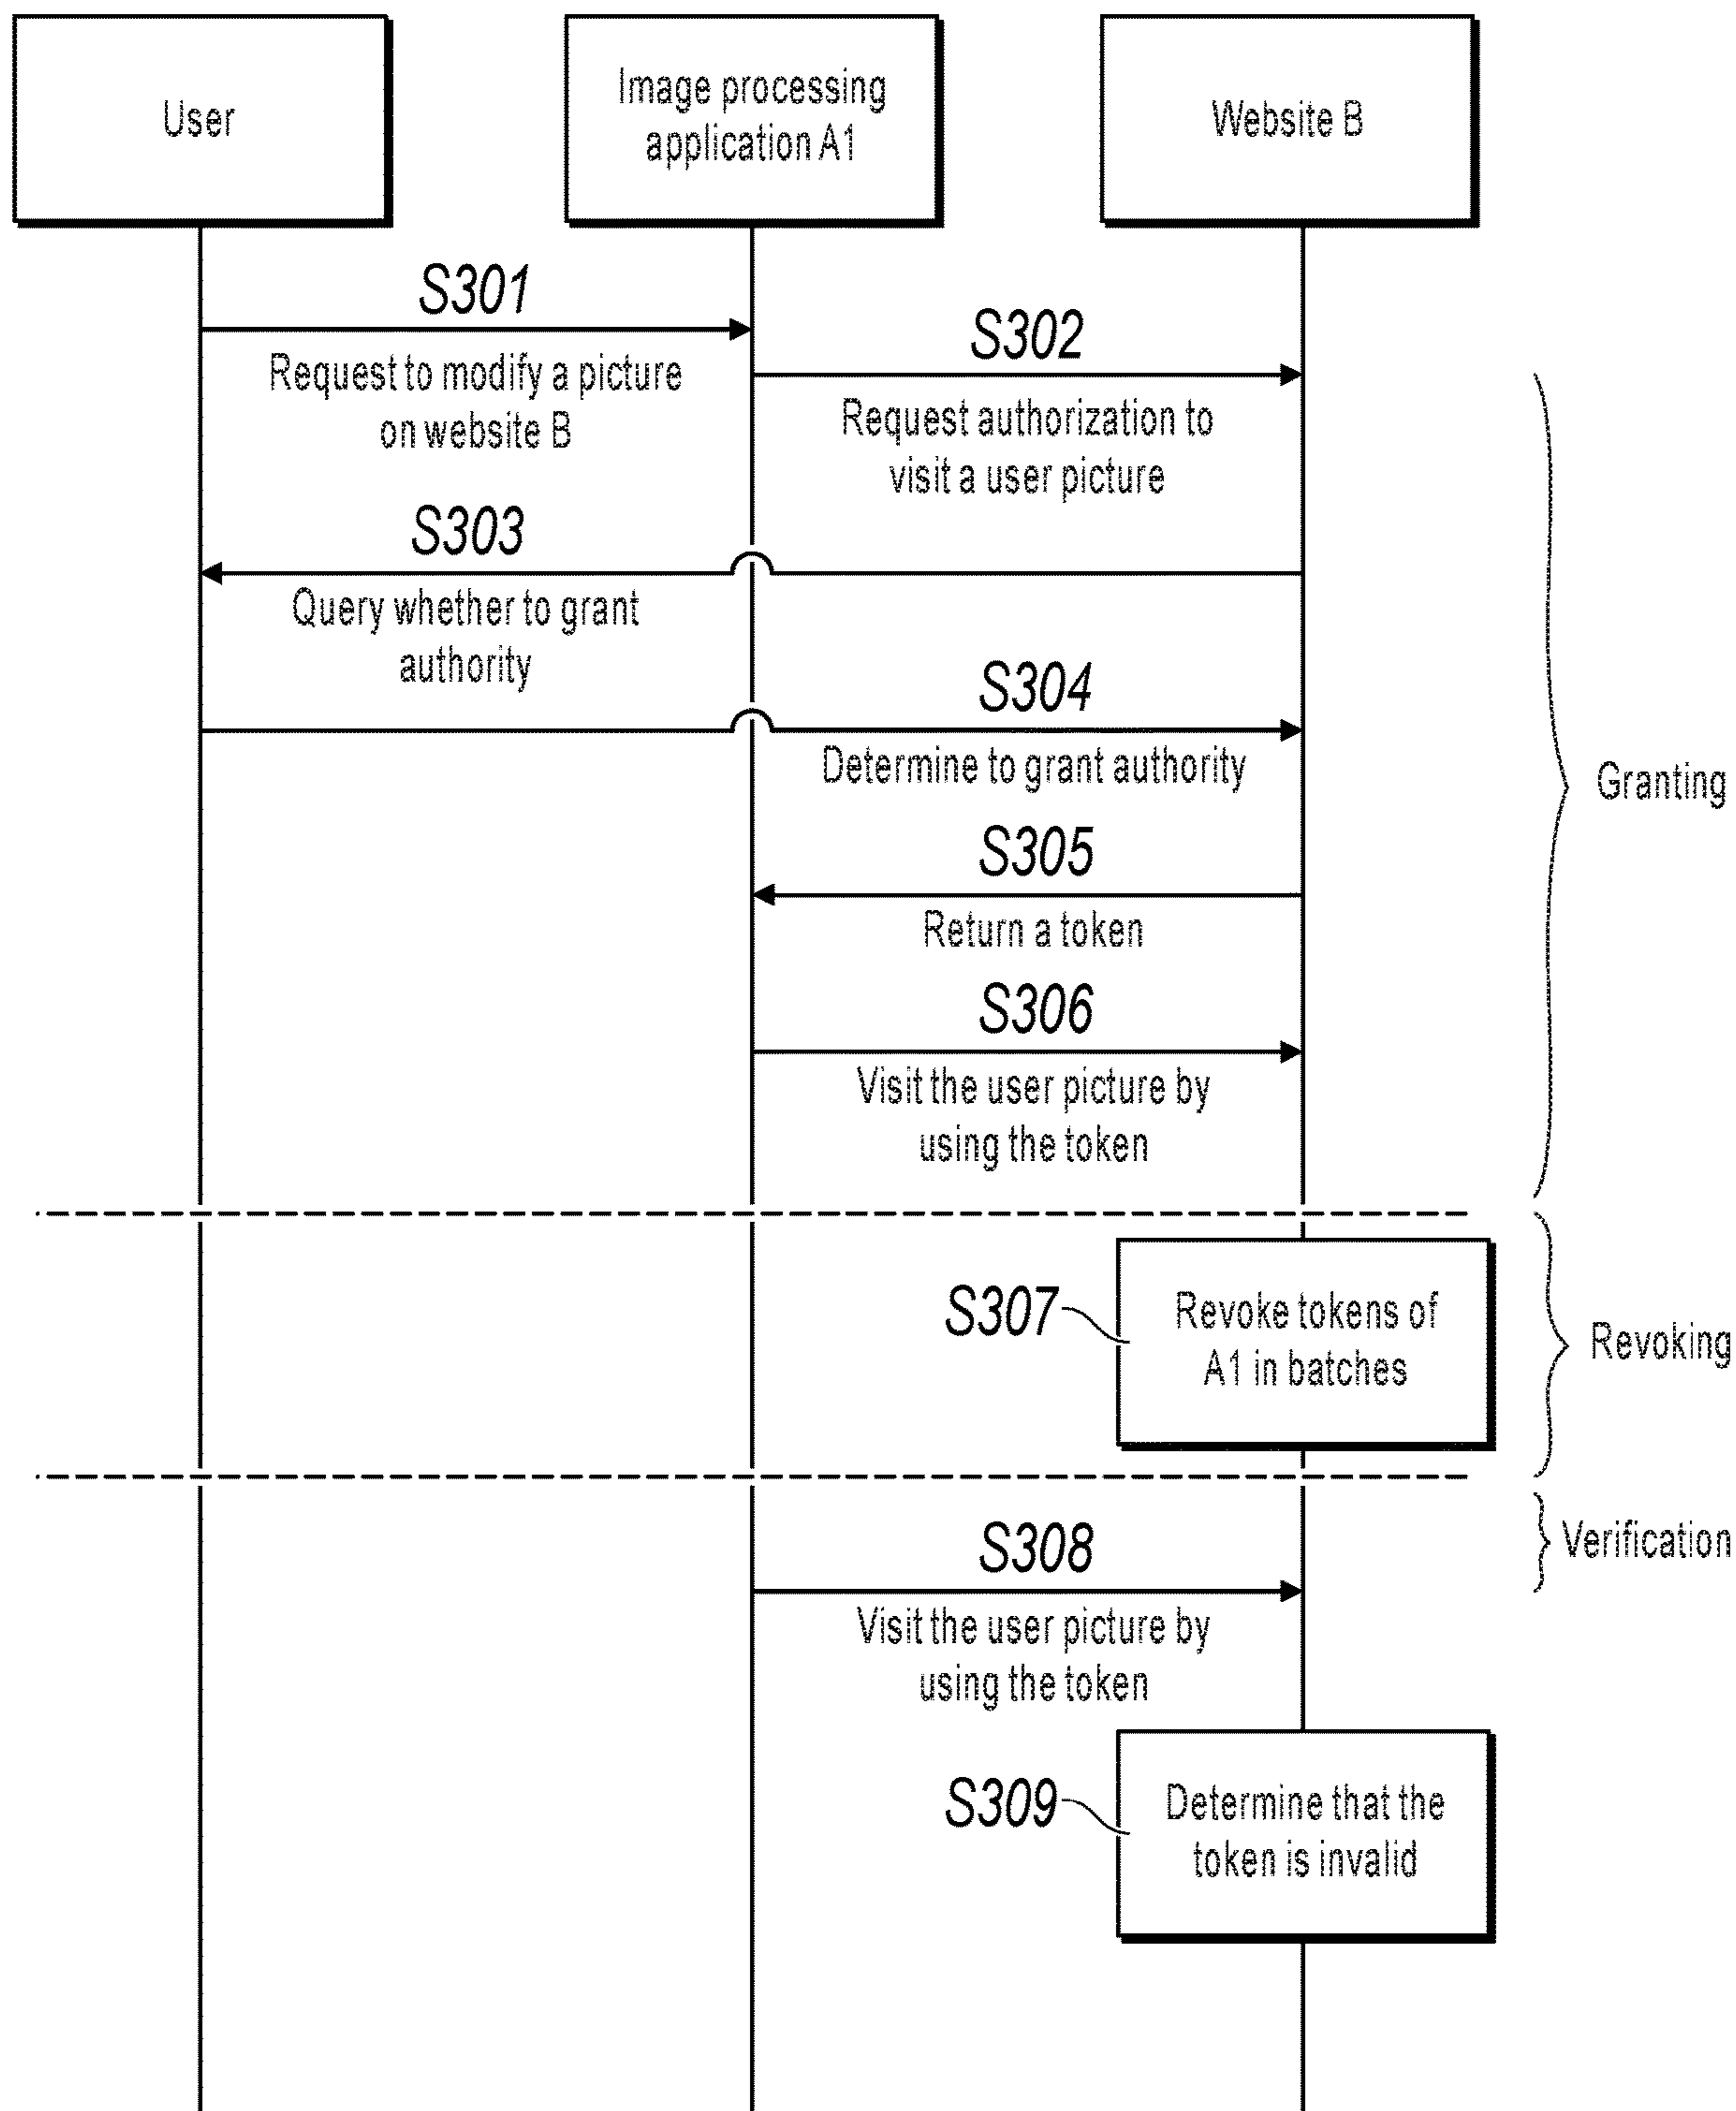 User
Image processing
application A1
Website B
S301
Request to modify a picture
on website B
S302
Request authorization to
visit a user picture
S303
Query whether to grant
authority
S304
Determine to grant authority
Granting
S305
Return a token
S306
Visit the user picture by
using the token
S307
Revoke tokens of
A1 in batches
Revoking
S308
Verification
Visit the user picture by
using the token
S309
Determine that the
token is invalid